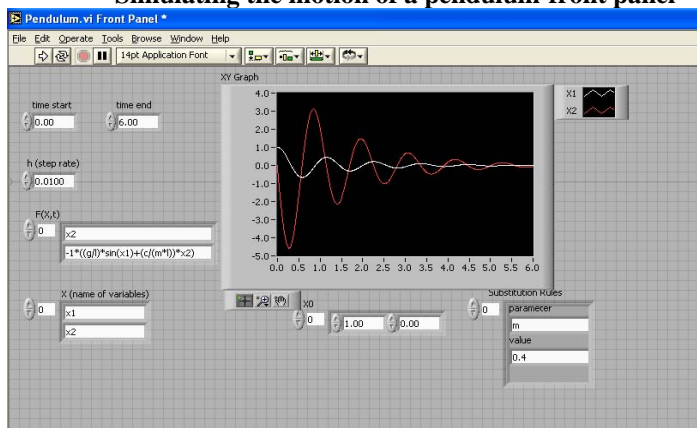 Simulating the motion of a pendulum front panel
Pendulum.vi Front Panel *
File Edit Operate Tools Browse Window Help
14pt Application Font
XY Graph
time start
time end
0.00
6.00
h (step rate)
0.0100
F(X,t)
0
x2
-1*((g/l)*sin(x1)+(c/(m*l))*x2)
X (name of variables)
0
x1
x2
4.0
3.0
2.0
1.0
0.0
-1.0
-2.0
-3.0
-4.0
-5.0
0.0 0.5 1.0 1.5 2.0 2.5 3.0 3.5 4.0 4.5 5.0 5.5 6.0
X1
X2
X0
0
1.00
0.00
Substitution Rules
0
parameter
m
value
0.4